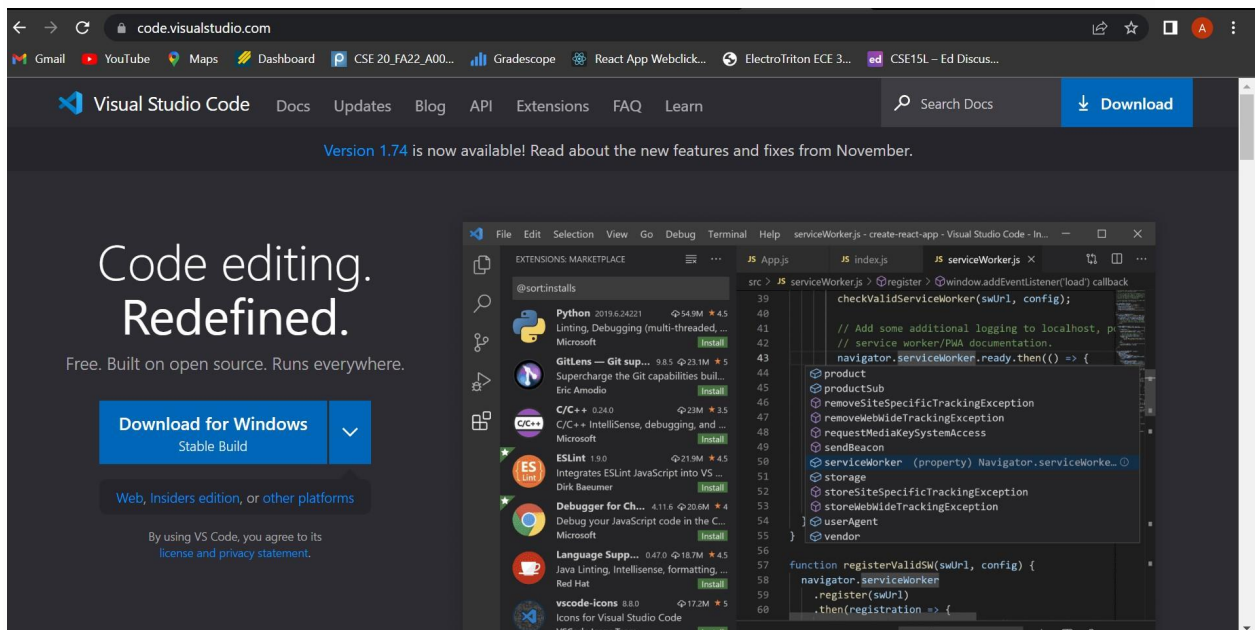 code.visualstudio.com
A
Gmail
YouTube
Maps
Dashboard
CSE 20_FA22_A00...
Gradescope
React App Webclick...
ElectroTriton ECE 3...
ed
CSE15L – Ed Discus...
Visual Studio Code
Docs
Updates
Blog
API
Extensions
FAQ
Learn
Search Docs
Download
Version 1.74 is now available! Read about the new features and fixes from November.
Code editing.
Redefined.
Free. Built on open source. Runs everywhere.
Download for Windows
Stable Build
Web, Insiders edition, or other platforms
By using VS Code, you agree to its
license and privacy statement.
File Edit Selection View Go Debug Terminal Help serviceWorker.js - create-react-app - Visual Studio Code - In...
EXTENSIONS: MARKETPLACE
@sort:installs
Python 2019.6.24221 54.9M ★ 4.5
Linting, Debugging (multi-threaded, ...
Microsoft Install
GitLens — Git sup... 9.8.5 23.1M ★ 5
Supercharge the Git capabilities buil...
Eric Amodio Install
C/C++
C/C++ 0.24.0 23M ★ 3.5
C/C++ IntelliSense, debugging, and ...
Microsoft Install
ES
Lint
ESLint 1.9.0 21.9M ★ 4.5
Integrates ESLint JavaScript into VS ...
Dirk Baeumer Install
Debugger for Ch... 4.11.6 20.6M ★ 4
Debug your JavaScript code in the C...
Microsoft Install
Language Supp... 0.47.0 18.7M ★ 4.5
Java Linting, Intellisense, formatting, ...
Red Hat Install
vscode-icons 8.8.0 17.2M ★ 5
Icons for Visual Studio Code
JS App.js
JS index.js
JS serviceWorker.js
src > JS serviceWorker.js > register > window.addEventListener('load') callback
39 checkValidServiceWorker(swUrl, config);
40
41 // Add some additional logging to localhost,
42 // service worker/PWA documentation.
43 navigator.serviceWorker.ready.then(() => {
44 product
45 productSub
46 removeSiteSpecificTrackingException
47 removeWebWideTrackingException
48 requestMediaKeySystemAccess
49 sendBeacon
50 serviceWorker (property) Navigator.serviceWorke...
51 storage
52 storeSiteSpecificTrackingException
53 storeWebWideTrackingException
54 } userAgent
55 } vendor
56
57 function registerValidSW(swUrl, config) {
58 navigator.serviceWorker
59 .register(swUrl)
60 .then(registration => {